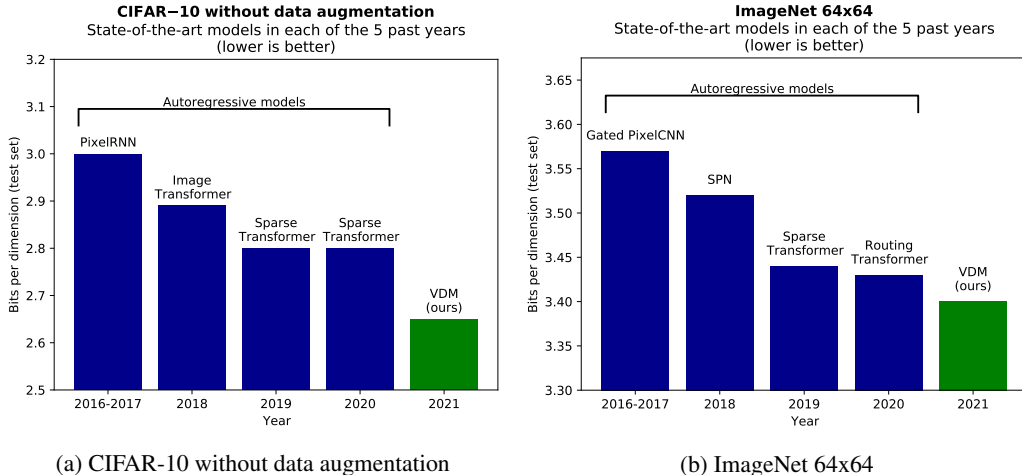 CIFAR−10 without data augmentation
State-of-the-art models in each of the 5 past years
(lower is better)
Bits per dimension (test set)
3.2
3.1
3.0
2.9
2.8
2.7
2.6
2.5
Autoregressive models
PixelRNN
Image
Transformer
Sparse
Transformer
Sparse
Transformer
VDM
(ours)
2016-2017
2018
2019
2020
2021
Year
(a) CIFAR-10 without data augmentation
ImageNet 64x64
State-of-the-art models in each of the 5 past years
(lower is better)
Bits per dimension (test set)
3.65
3.60
3.55
3.50
3.45
3.40
3.35
3.30
Autoregressive models
Gated PixelCNN
SPN
Sparse
Transformer
Routing
Transformer
VDM
(ours)
2016-2017
2018
2019
2020
2021
Year
(b) ImageNet 64x64